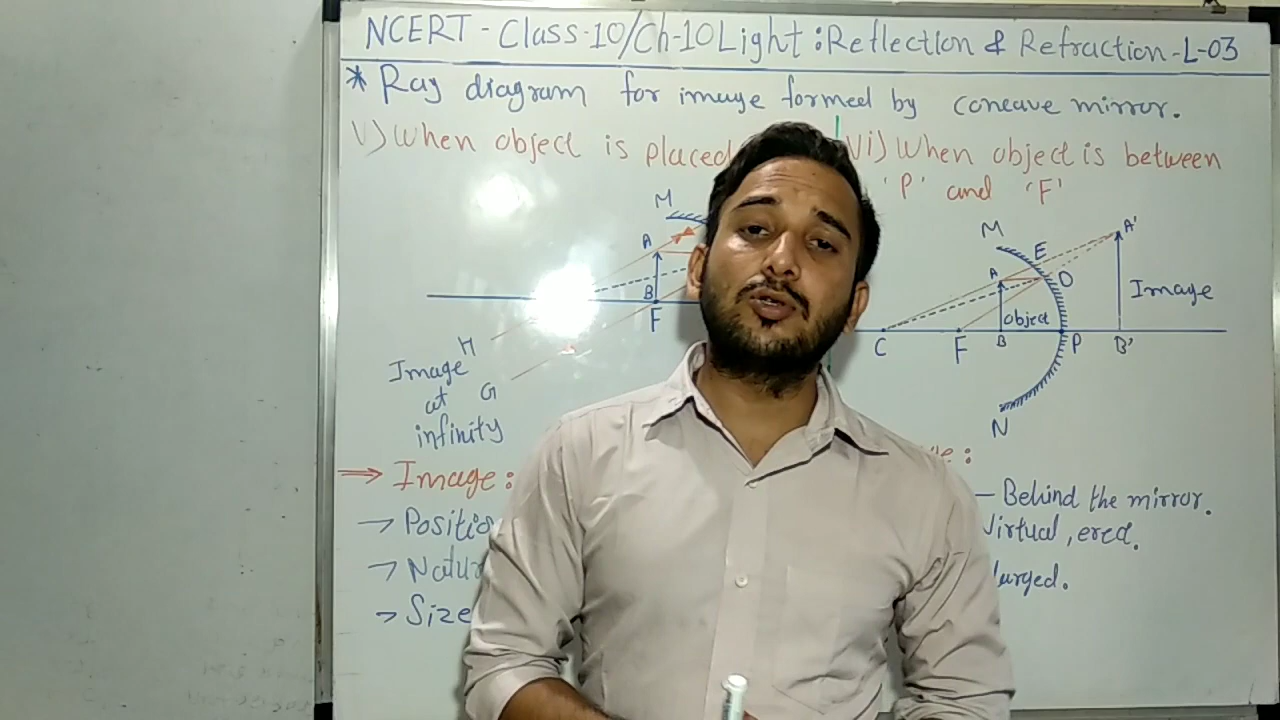 NCERT - Class-10/Ch-10 Light : Reflection & Refraction - L-03
* Ray diagram for image formed by concave mirror.
V) When object is placed
Vi) When object is between
'P' and 'F'
M
A
B
F
H
G
Image
at
infinity
M
E
A'
A
D
Object
Image
C
F
B
P
B'
N
⇒ Image :
→ Position
→ Natur
→ Size
- Behind the mirror.
Virtual, erect.
larged.